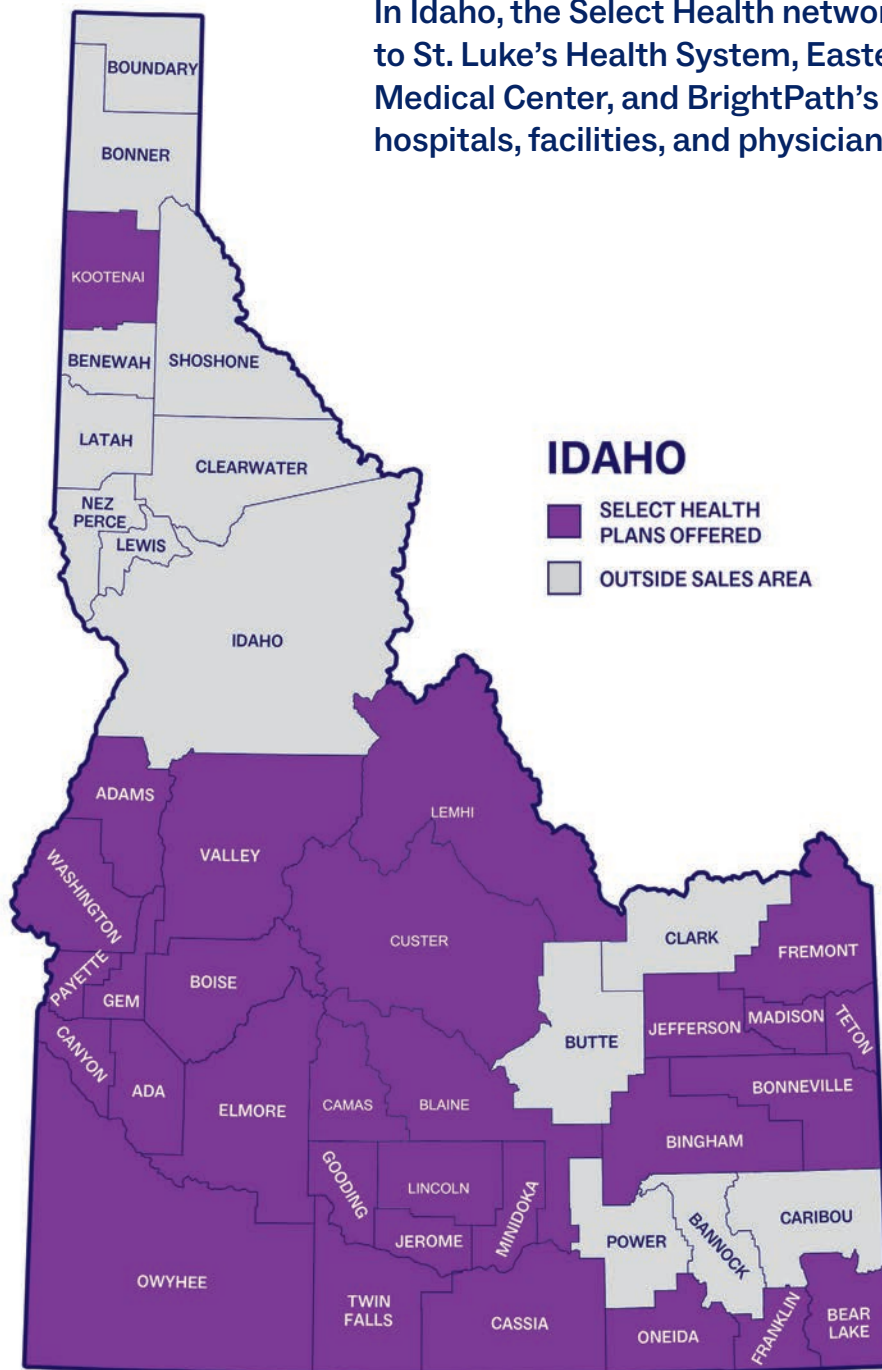 In Idaho, the Select Health network
to St. Luke's Health System, Easte
Medical Center, and BrightPath's
hospitals, facilities, and physician
BOUNDARY
BONNER
KOOTENAI
BENEWAH
SHOSHONE
LATAH
CLEARWATER
NEZ
PERCE
LEWIS
IDAHO
IDAHO
SELECT HEALTH
PLANS OFFERED
OUTSIDE SALES AREA
ADAMS
LEMHI
WASHINGTON
VALLEY
CUSTER
CLARK
FREMONT
PAYETTE
GEM
BOISE
BUTTE
JEFFERSON
MADISON
TETON
CANYON
ADA
ELMORE
CAMAS
BLAINE
BONNEVILLE
BINGHAM
GOODING
LINCOLN
MINIDOKA
JEROME
POWER
BANNOCK
CARIBOU
OWYHEE
TWIN
FALLS
CASSIA
ONEIDA
FRANKLIN
BEAR
LAKE